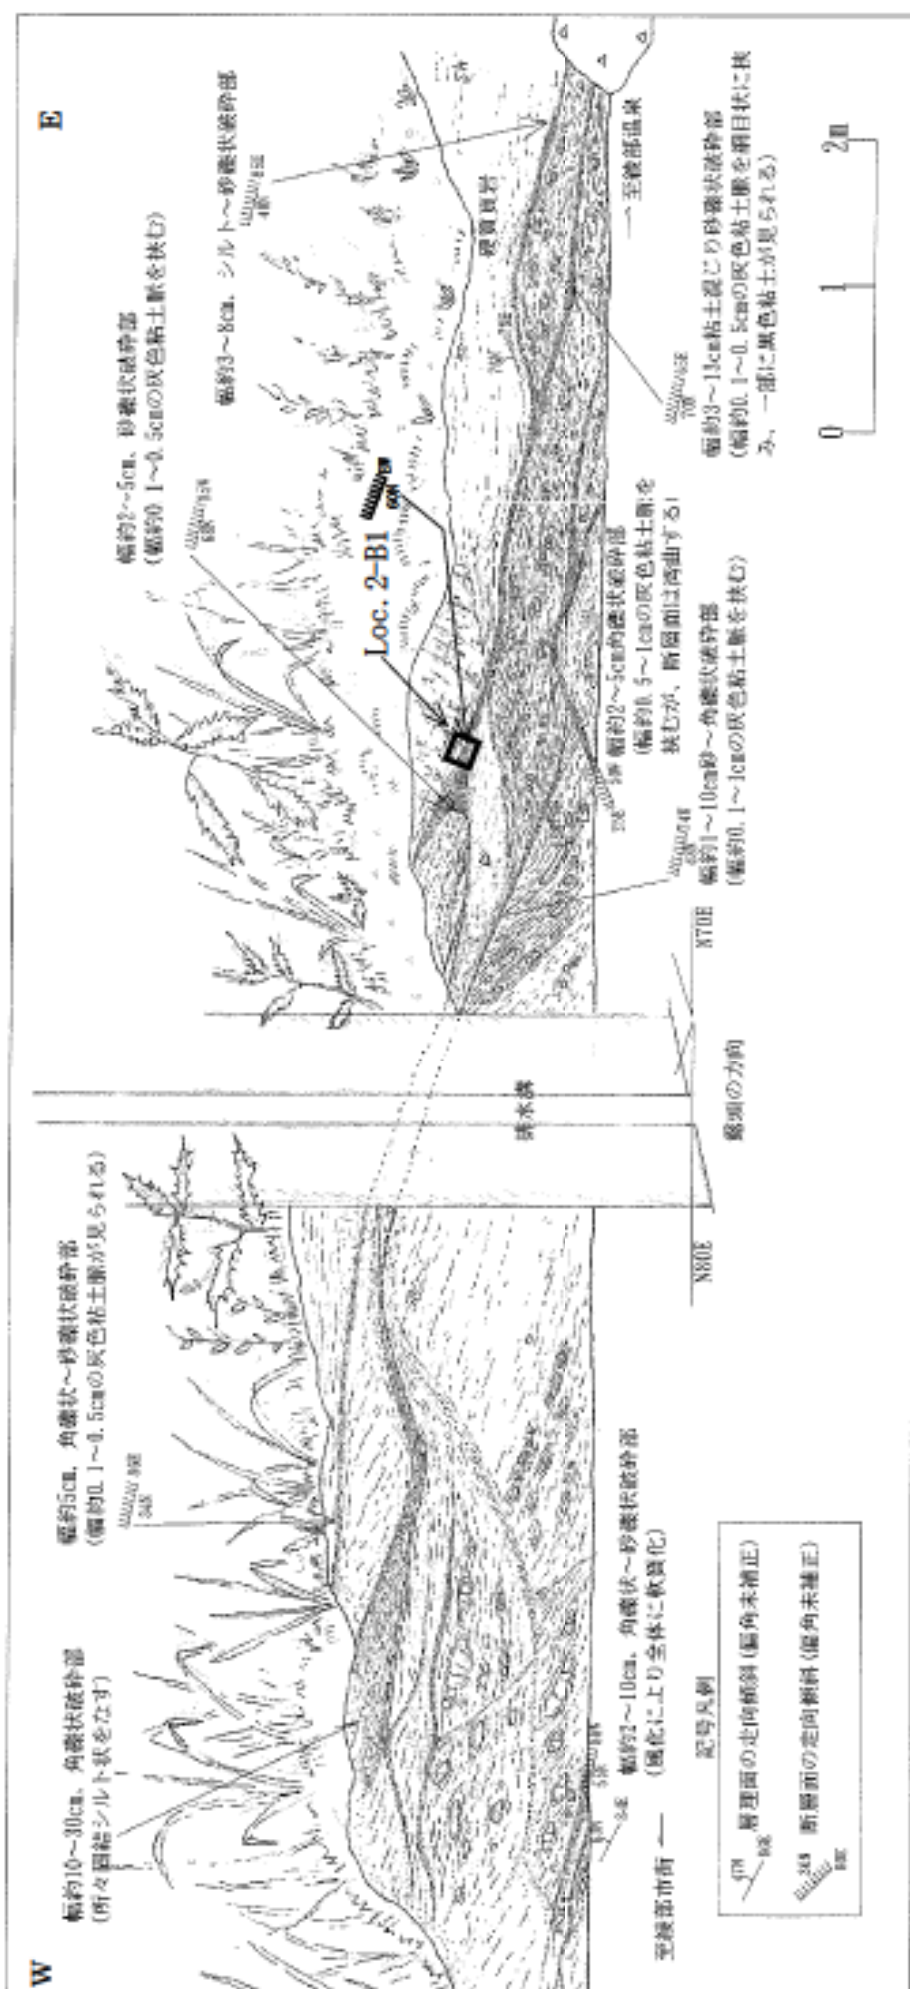 W
E
幅約10~30cm、角礫状破砕部
(所々固結シルト状をなす)
幅約5cm、角礫状~砂礫状破砕部
(幅約0.1~0.5cmの灰色粘土脈が見られる)
幅約2~5cm、砂礫状破砕部
(幅約0.1~0.5cmの灰色粘土脈を挟む)
幅約3~8cm、シルト~砂礫状破砕部
Loc. 2-B1
60N
硬質頁岩
排水溝
至綾部市街
幅約2~10cm、角礫状~砂礫状破砕部
(風化により全体に軟質化)
N80E
露頭の方向
N70E
幅約1~10cm砂~角礫状破砕部
(幅約0.1~1cmの灰色粘土脈を挟む)
幅約2~5cm角礫状破砕部
(幅約0.5~1cmの灰色粘土脈を
挟むが、断層面は湾曲する)
幅約3~13cm粘土混じり砂礫状破砕部
(幅約0.1~0.5cmの灰色粘土脈を網目状に挟
み、一部に黒色粘土が見られる)
至綾部温泉
0 1 2m
記号凡例
層理面の走向傾斜(偏角未補正)
断層面の走向傾斜(偏角未補正)